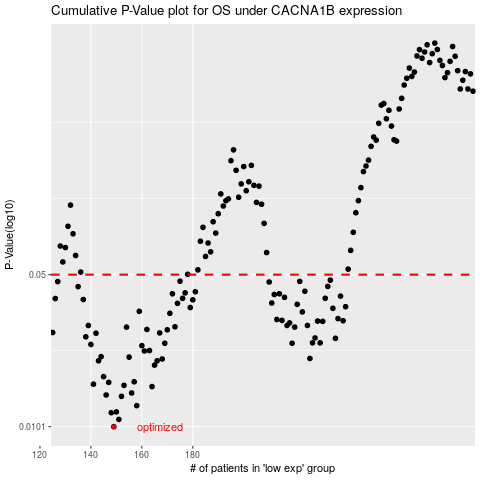 Cumulative P-Value plot for OS under CACNA1B expression
P-Value(log10)
0.05
0.0101
optimized
120 140 160 180
# of patients in 'low exp' group